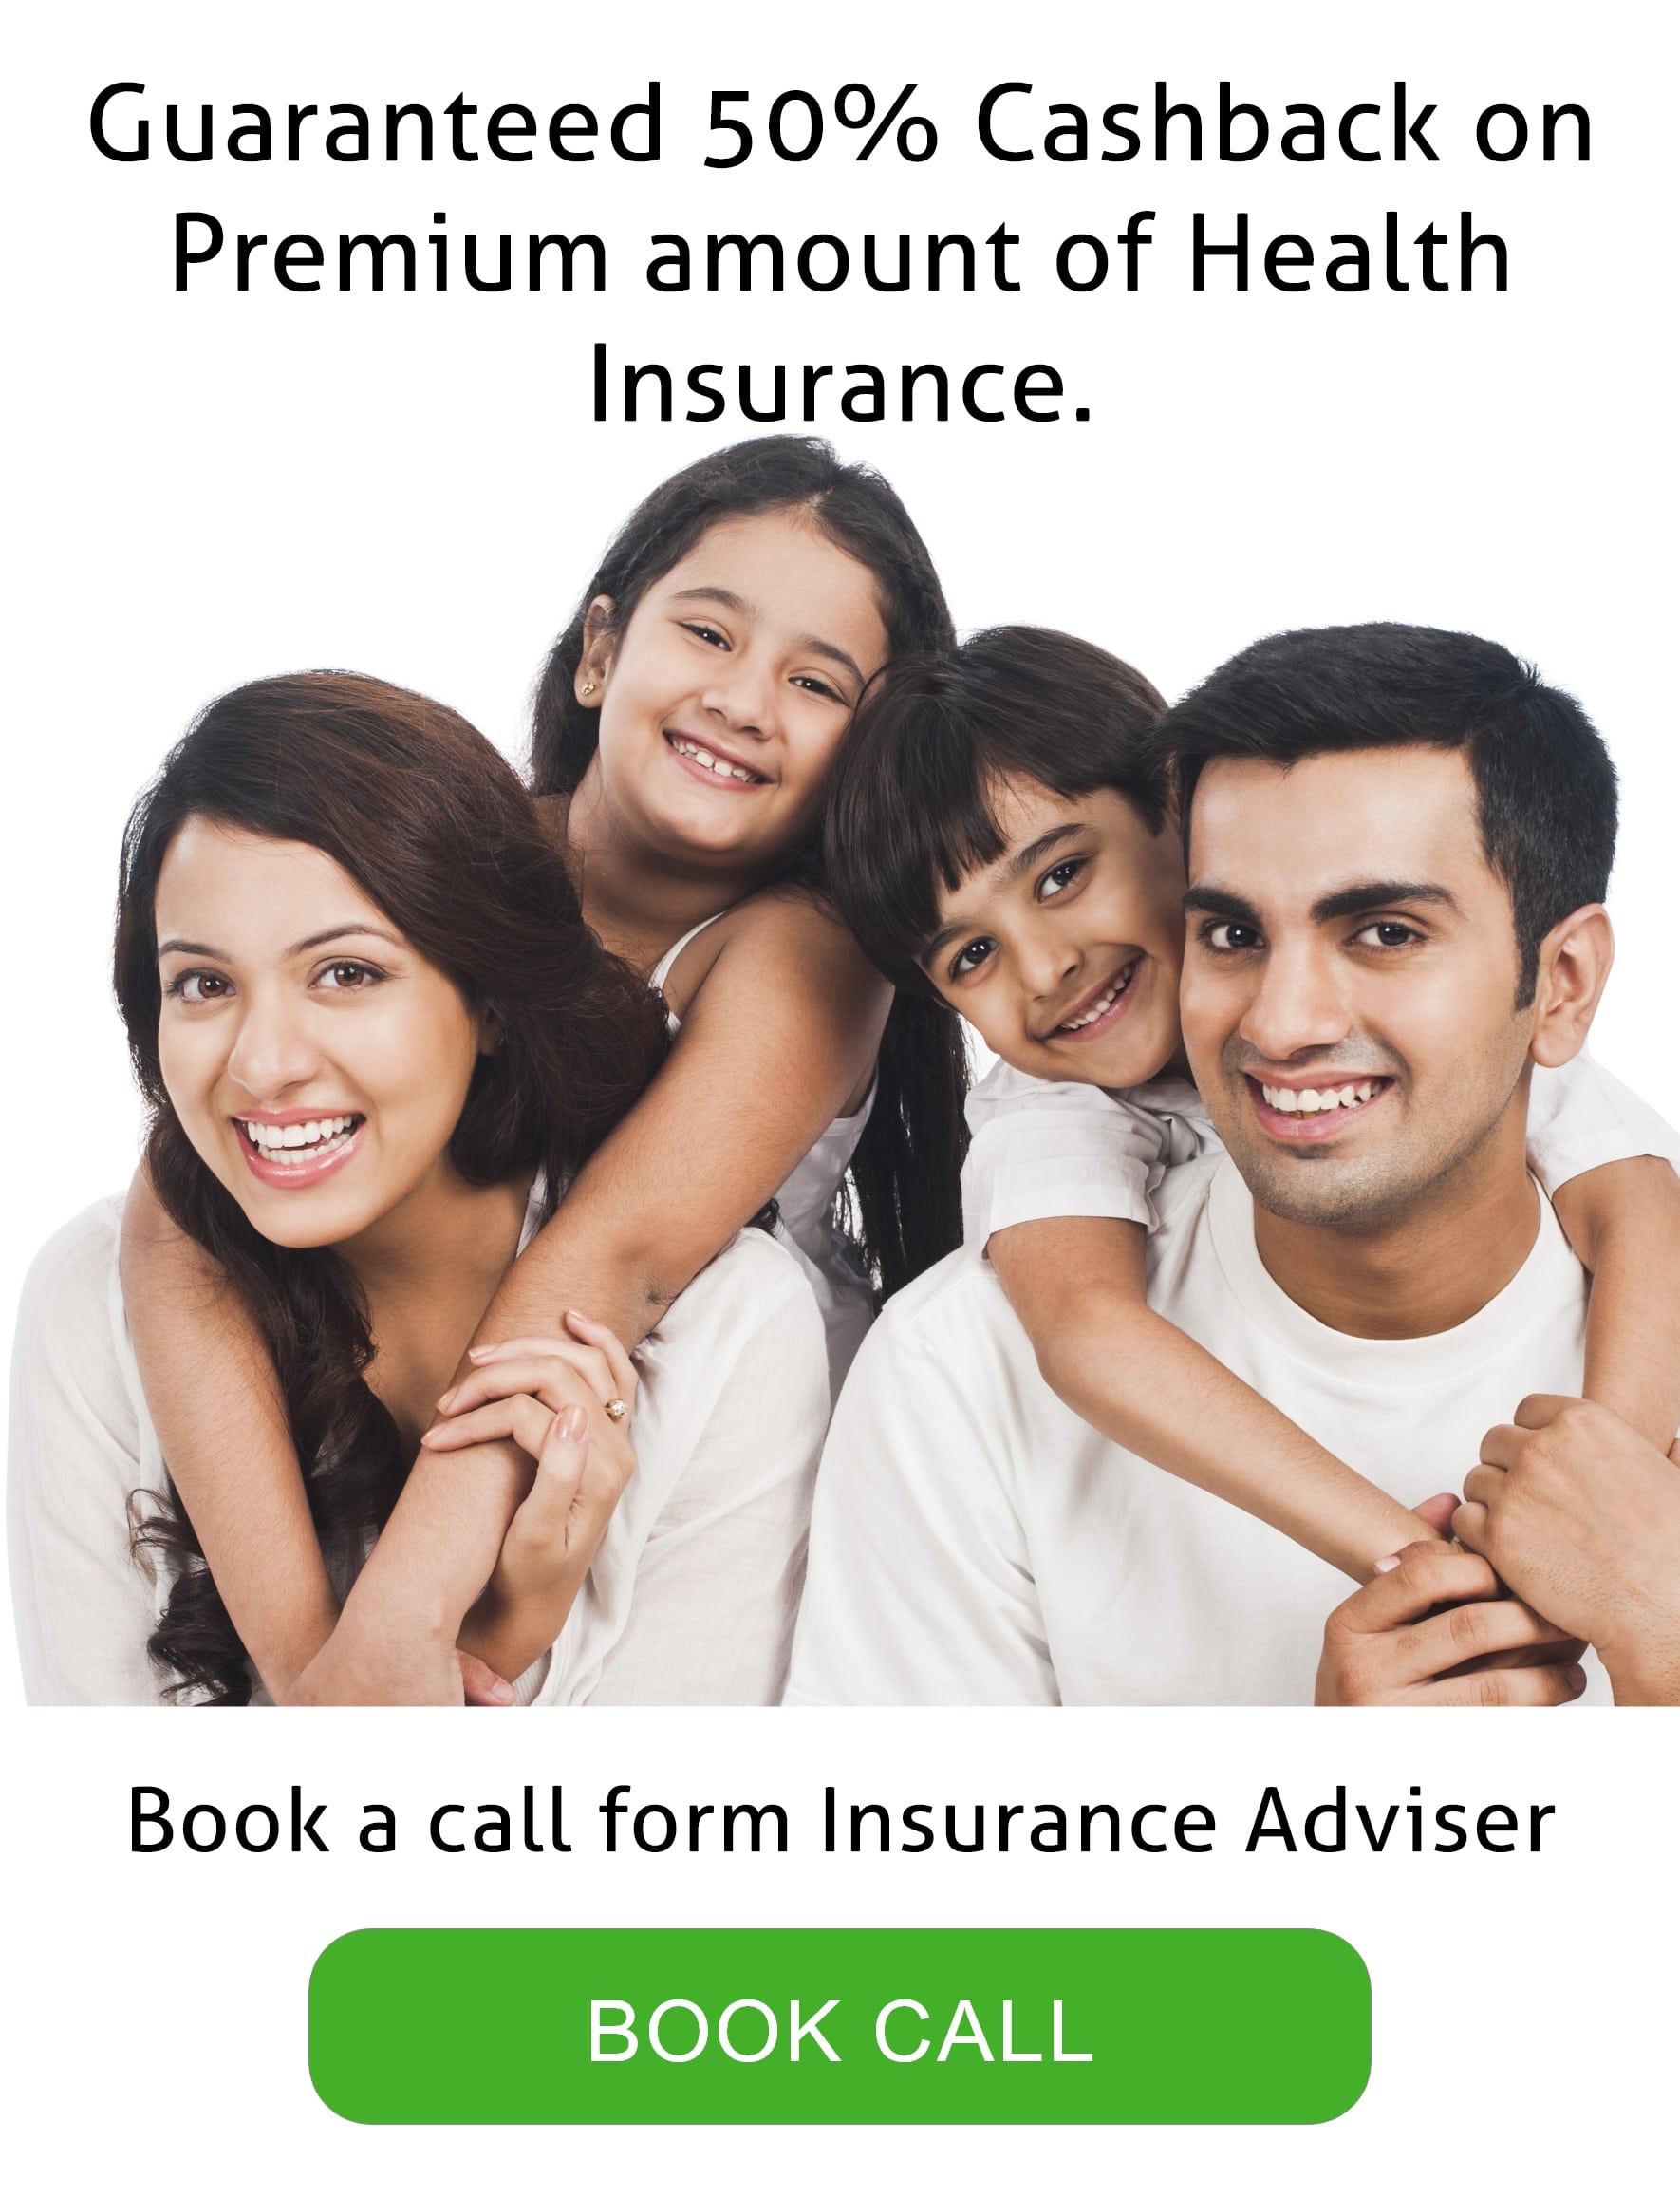 Guaranteed 50% Cashback on
Premium amount of Health
Insurance.
Book a call form Insurance Adviser
BOOK CALL